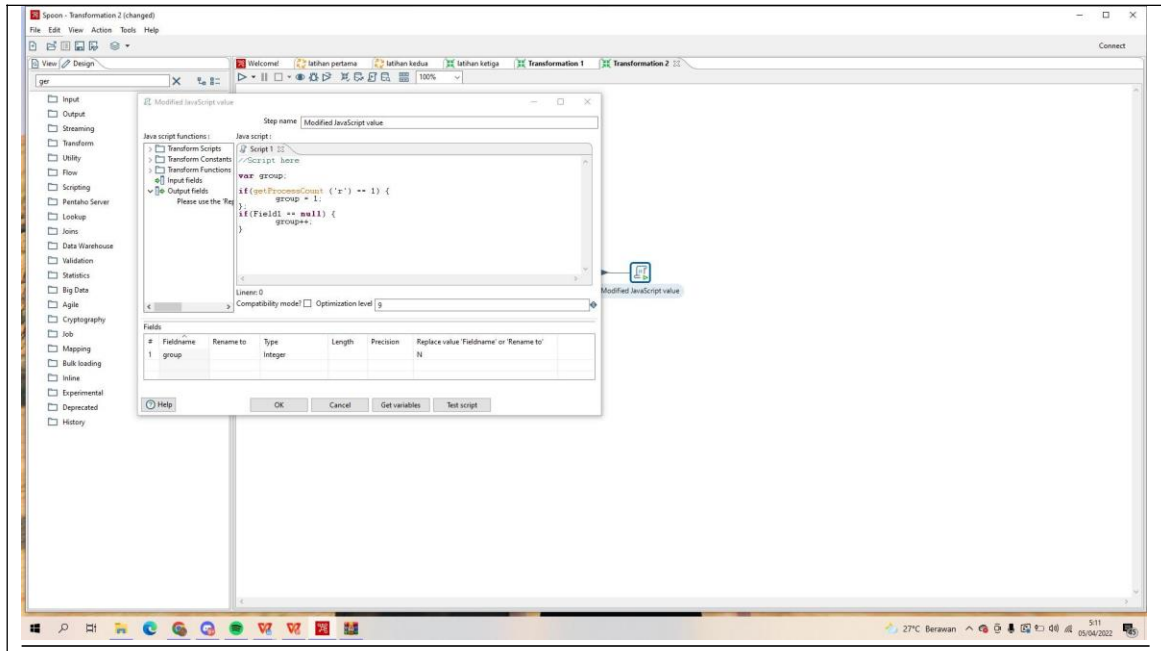 Spoon - Transformation 2 (changed)
File Edit View Action Tools Help
Connect
View Design
Welcome! latihan pertama latihan kedua latihan ketiga Transformation 1 Transformation 2
ger
100%
Input
Output
Streaming
Transform
Utility
Flow
Scripting
Pentaho Server
Lookup
Joins
Data Warehouse
Validation
Statistics
Big Data
Agile
Cryptography
Job
Mapping
Bulk loading
Inline
Experimental
Deprecated
History
Modified JavaScript value
Step name Modified JavaScript value
Java script functions :
Transform Scripts
Transform Constants
Transform Functions
Input fields
Output fields
Please use the 'Rep
Java script :
Script 1
//Script here
var group;
if(getProcessCount ('r') == 1) {
group = 1;
};
if(Field1 == null) {
group++;
}
Linenr: 0
Compatibility mode? Optimization level 9
Fields
# Fieldname Rename to Type Length Precision Replace value 'Fieldname' or 'Rename to'
1 group Integer N
Help OK Cancel Get variables Test script
Modified JavaScript value
27°C Berawan
5:11
05/04/2022